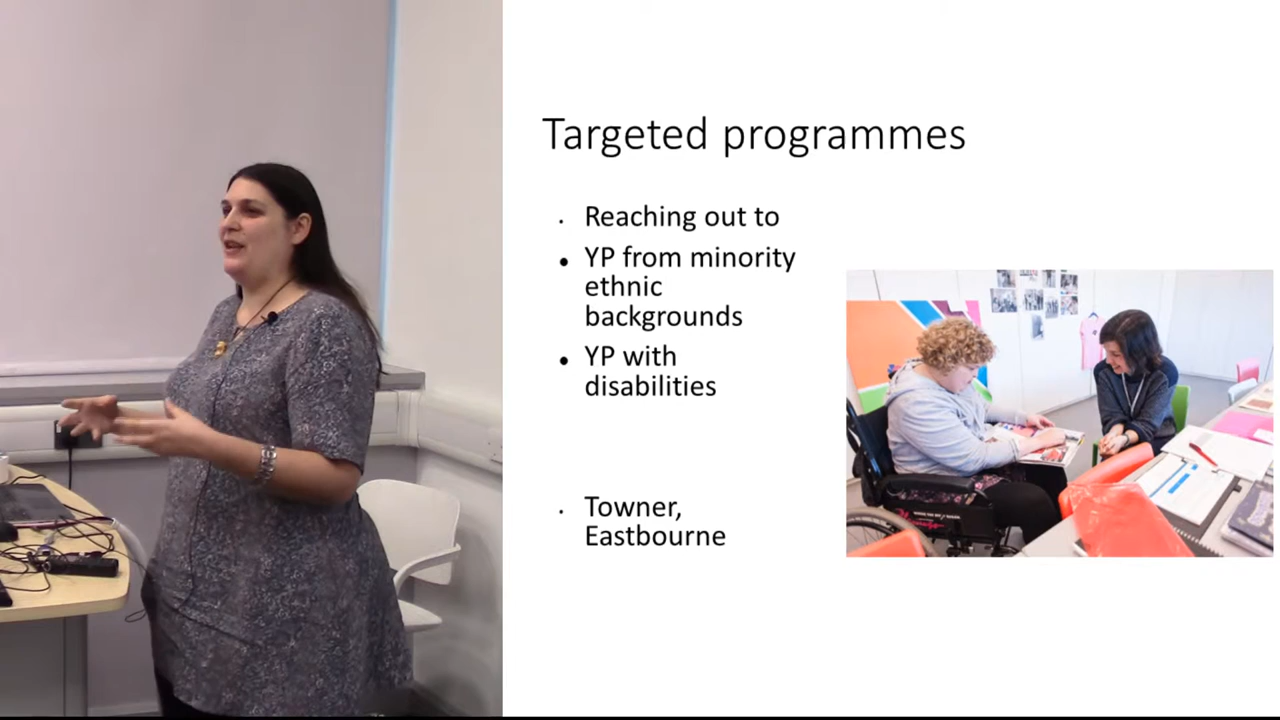 Targeted programmes
• Reaching out to
• YP from minority
ethnic
backgrounds
• YP with
disabilities
• Towner,
Eastbourne